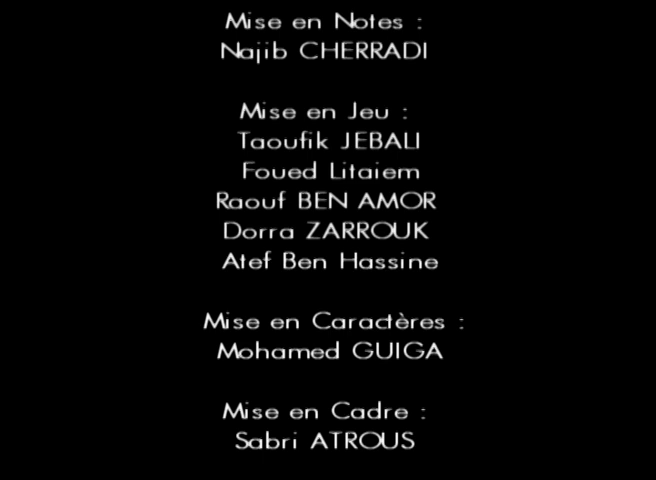 Mise en Notes :
Najib CHERRADI
Mise en Jeu :
Taoufik JEBALI
Foued Litaiem
Raouf BEN AMOR
Dorra ZARROUK
Atef Ben Hassine
Mise en Caractères :
Mohamed GUIGA
Mise en Cadre :
Sabri ATROUS